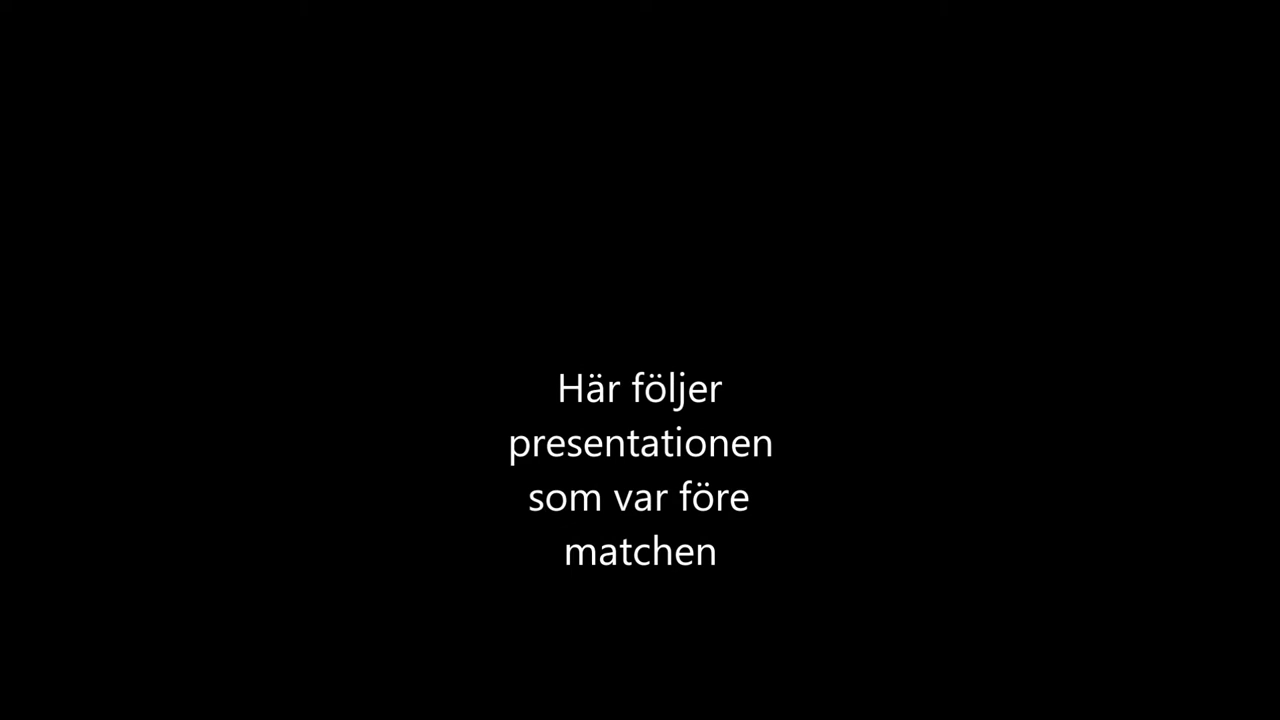 Här följer
presentationen
som var före
matchen